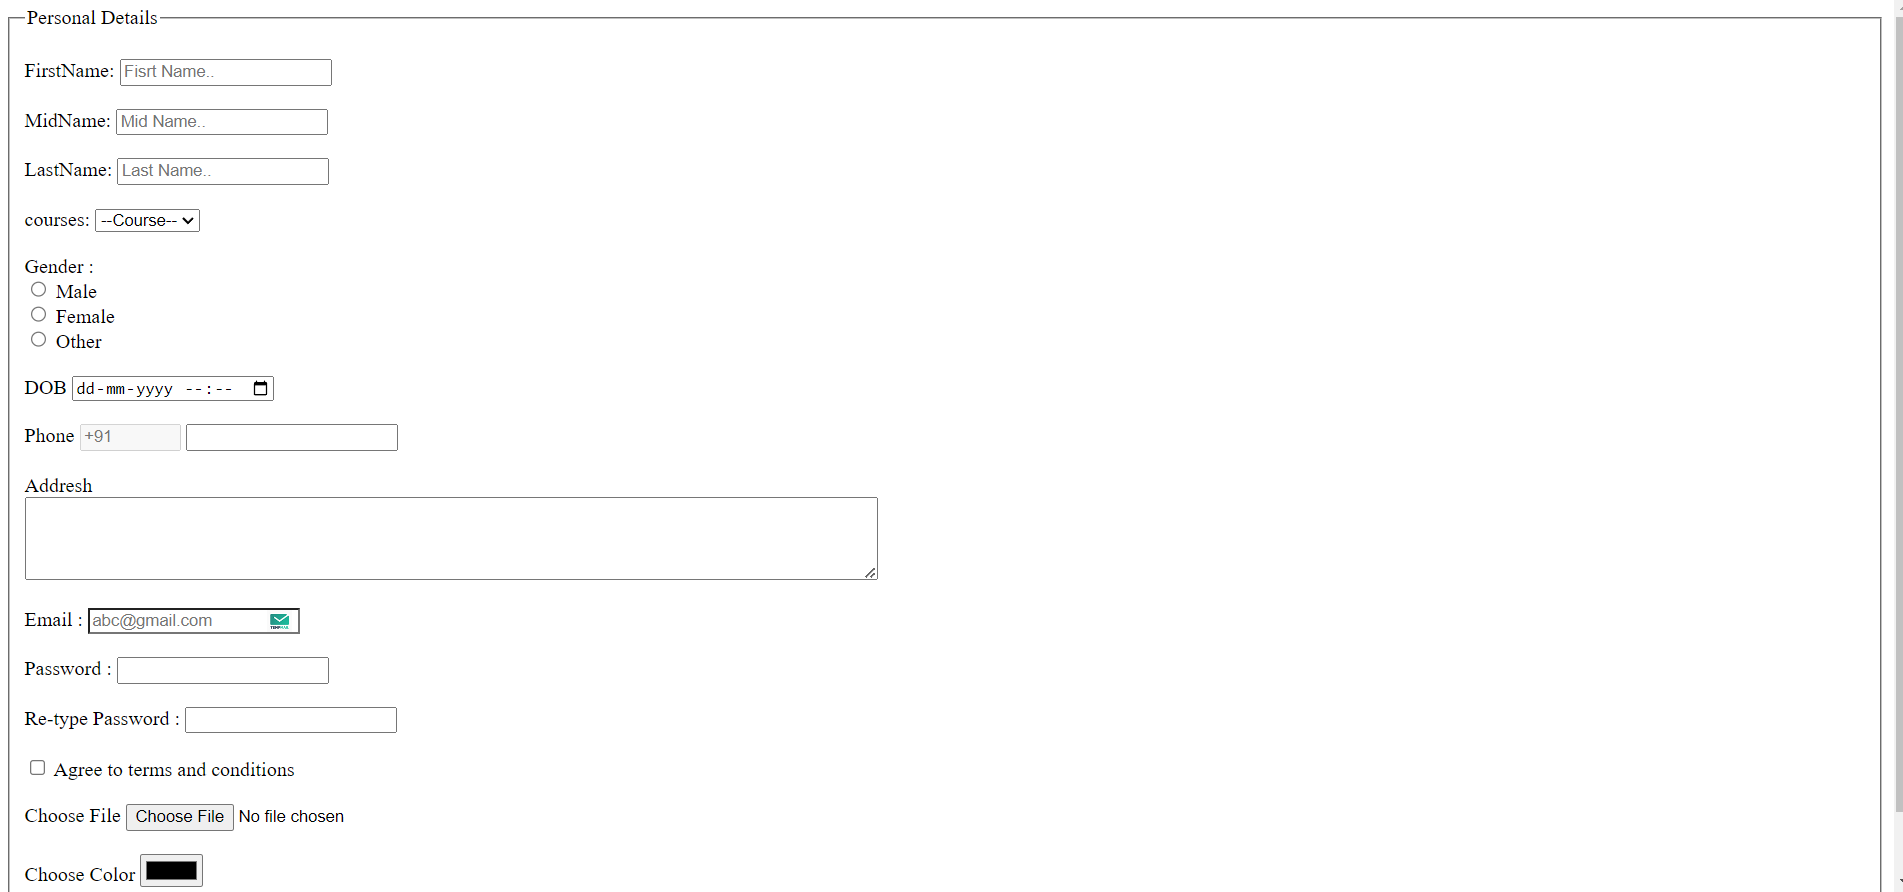 Personal Details
FirstName: Fisrt Name..
MidName: Mid Name..
LastName: Last Name..
courses: --Course--
Gender :
Male
Female
Other
DOB dd-mm-yyyy --:--
Phone +91
Addresh
Email : abc@gmail.com
Password :
Re-type Password :
Agree to terms and conditions
Choose File Choose File No file chosen
Choose Color